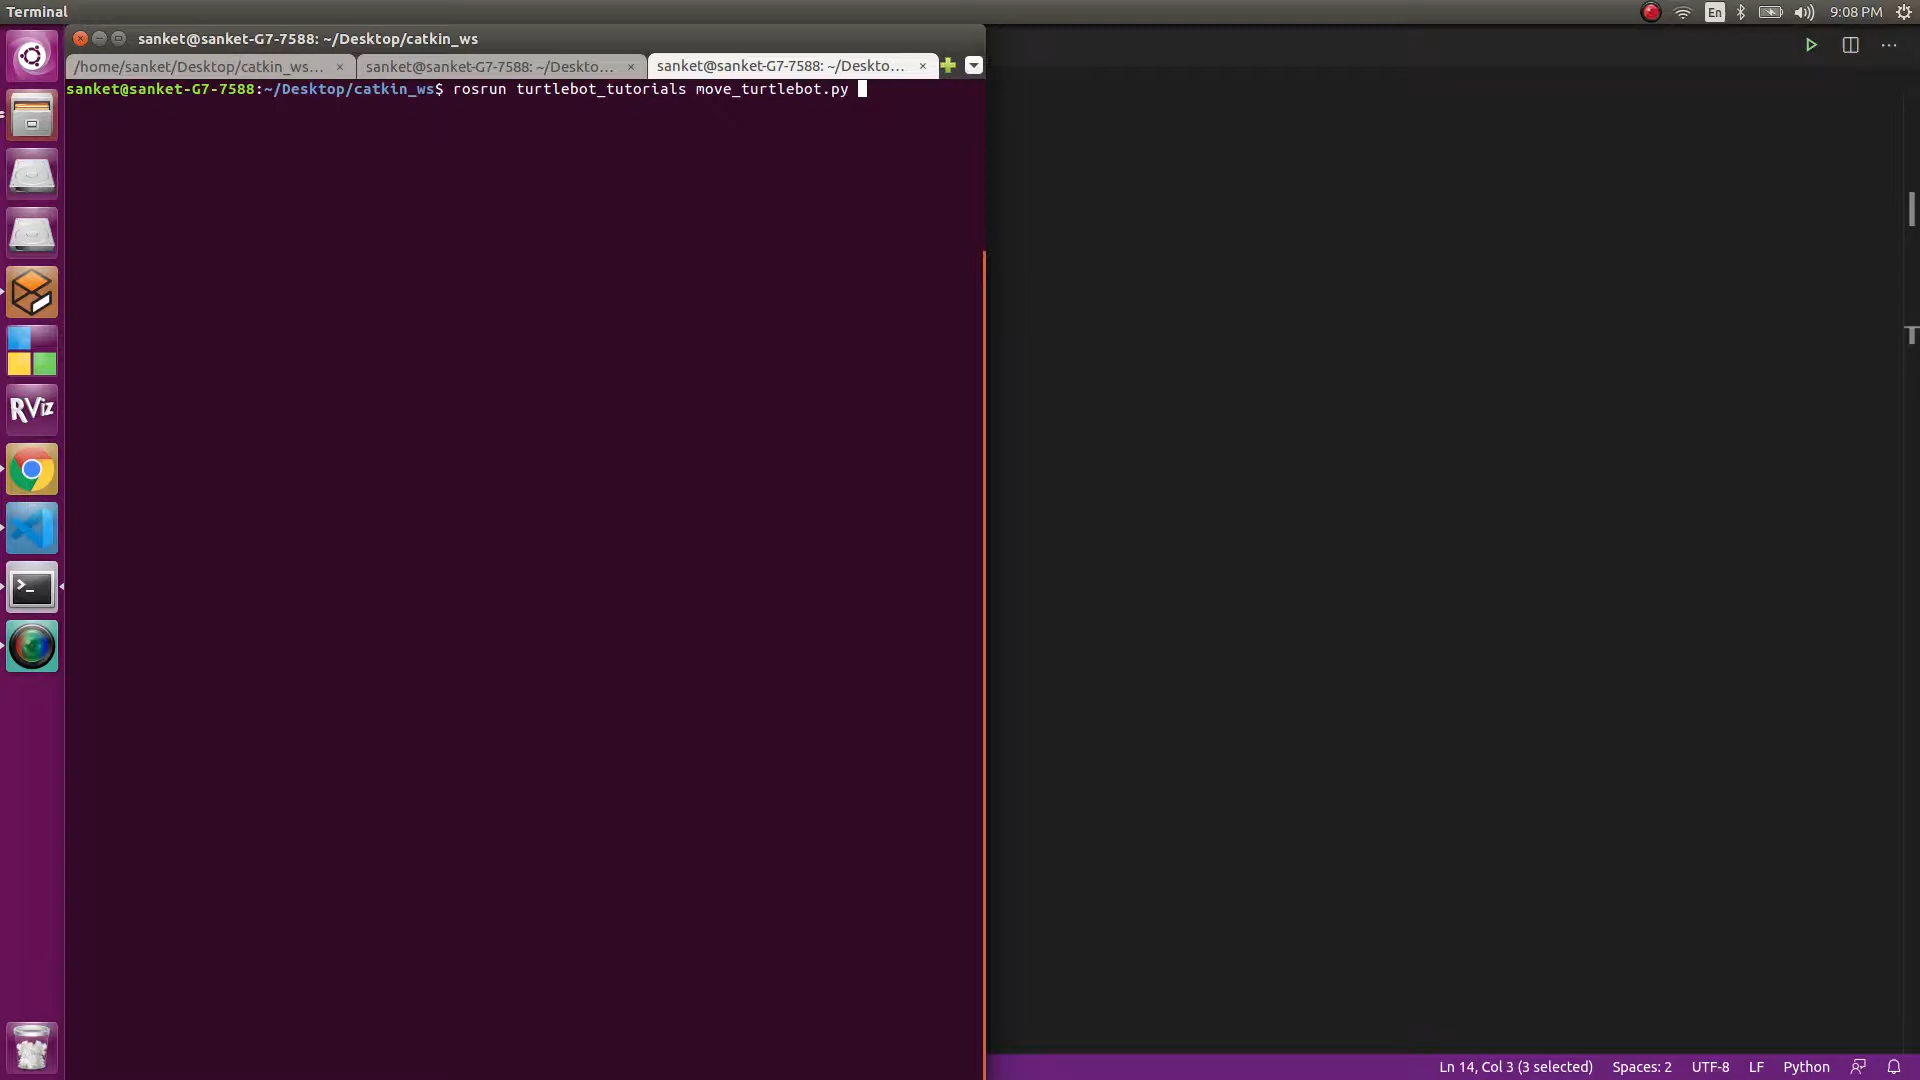 Terminal
En
9:08 PM
sanket@sanket-G7-7588: ~/Desktop/catkin_ws
/home/sanket/Desktop/catkin_ws... × sanket@sanket-G7-7588: ~/Deskto... × sanket@sanket-G7-7588: ~/Deskto... ×
sanket@sanket-G7-7588:~/Desktop/catkin_ws$ rosrun turtlebot_tutorials move_turtlebot.py
RViz
>_
Ln 14, Col 3 (3 selected) Spaces: 2 UTF-8 LF Python